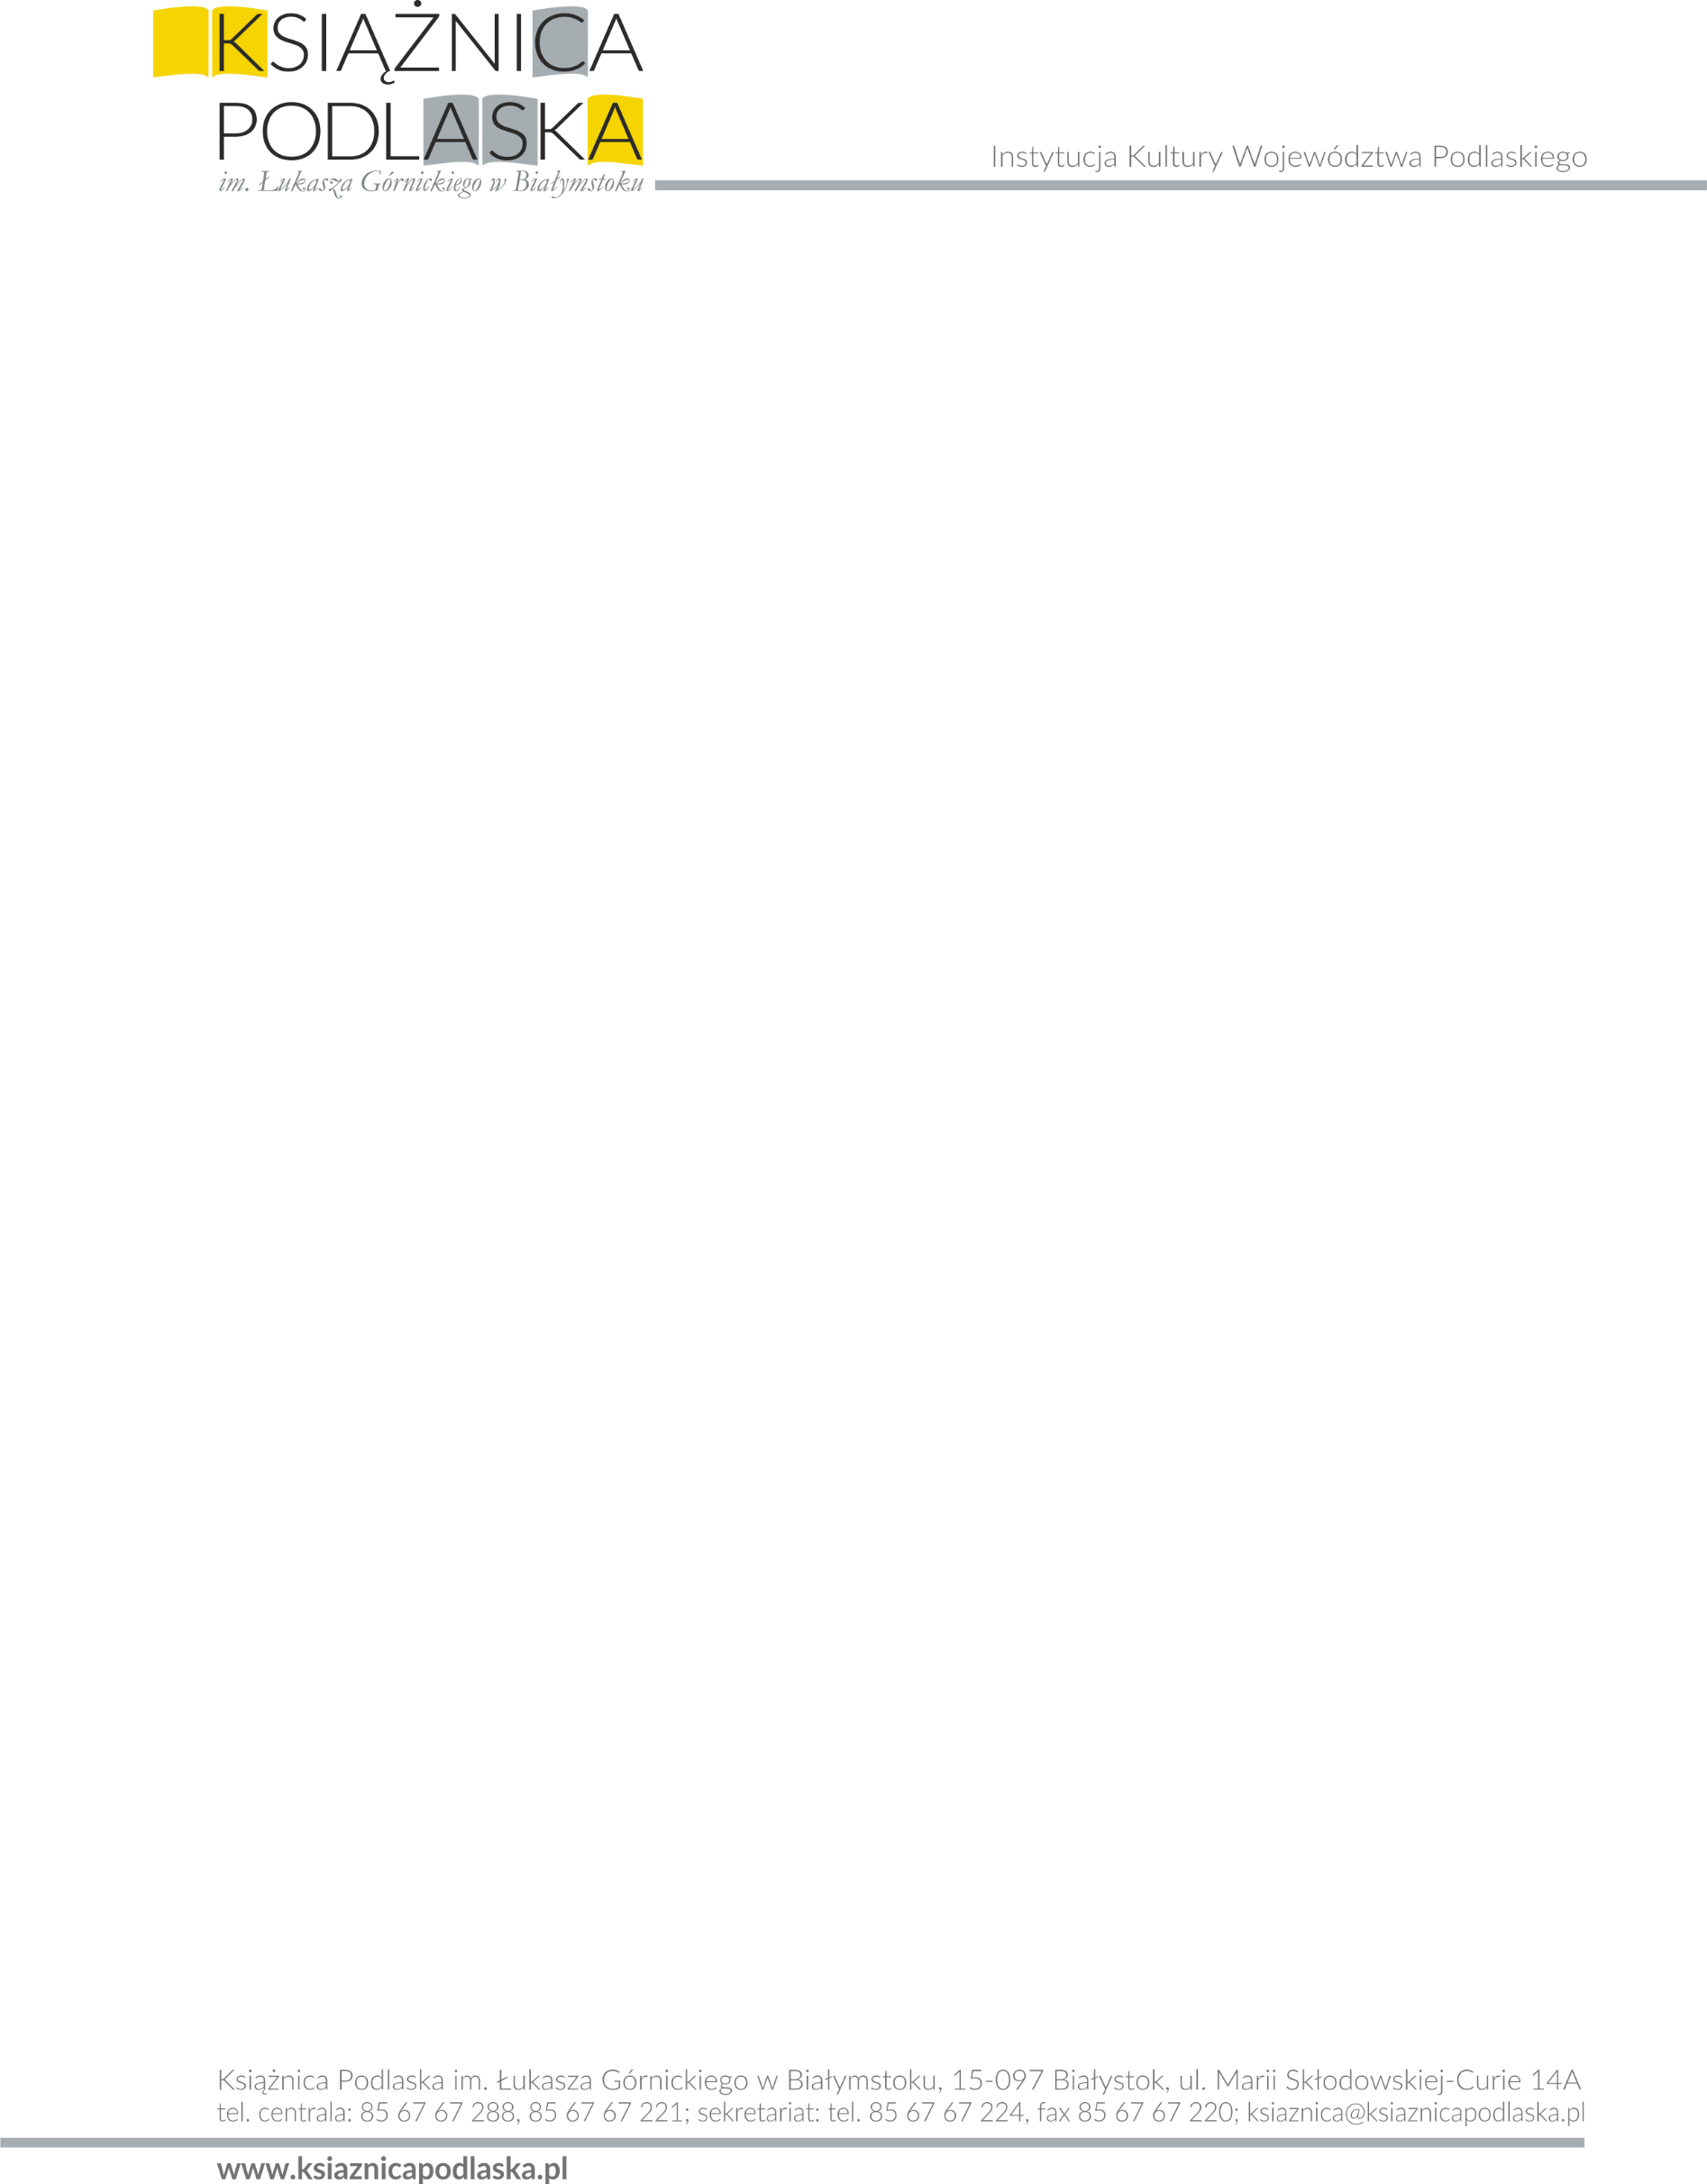 KSIĄŻNICA
PODLASKA
im. Łukasza Górnickiego w Białymstoku
Instytucja Kultury Województwa Podlaskiego
Książnica Podlaska im. Łukasza Górnickiego w Białymstoku, 15-097 Białystok, ul. Marii Skłodowskiej-Curie 14A
tel. centrala: 85 67 67 288, 85 67 67 221; sekretariat: tel. 85 67 67 224, fax 85 67 67 220; ksiaznica@ksiaznicapodlaska.pl
www.ksiaznicapodlaska.pl